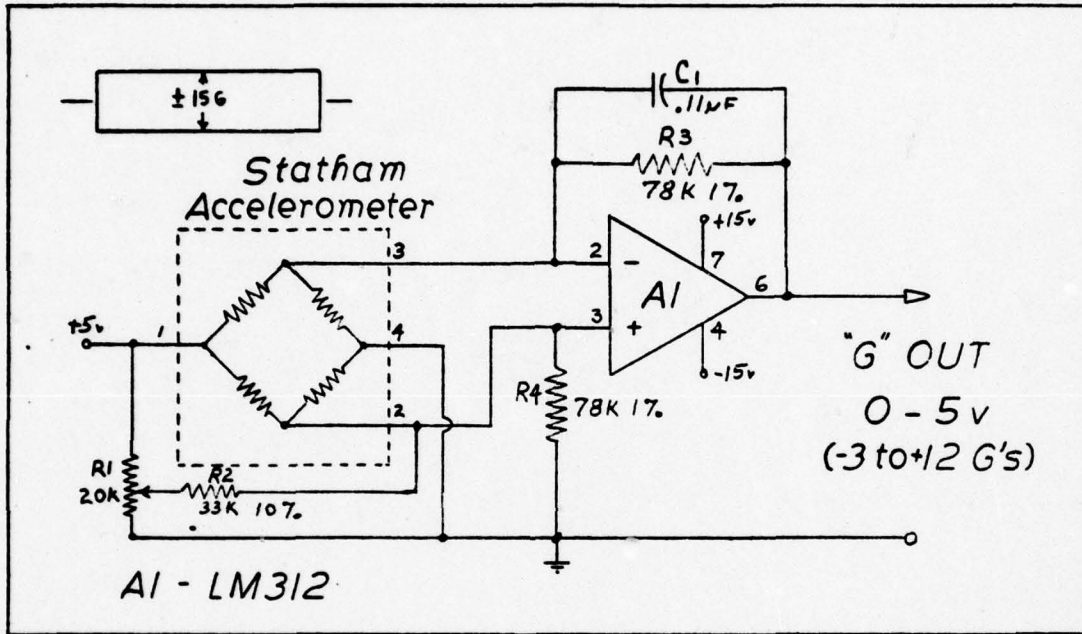 ± 15G
Statham
Accelerometer
C1
.11µF
R3
78K 1%
+15v
2
−
7
3
A1
6
3
+
4
-15v
+5v
1
4
2
R4
78K 1%
"G" OUT
0 - 5v
(-3 to +12 G's)
R1
20K
R2
33K 10%
A1 - LM312